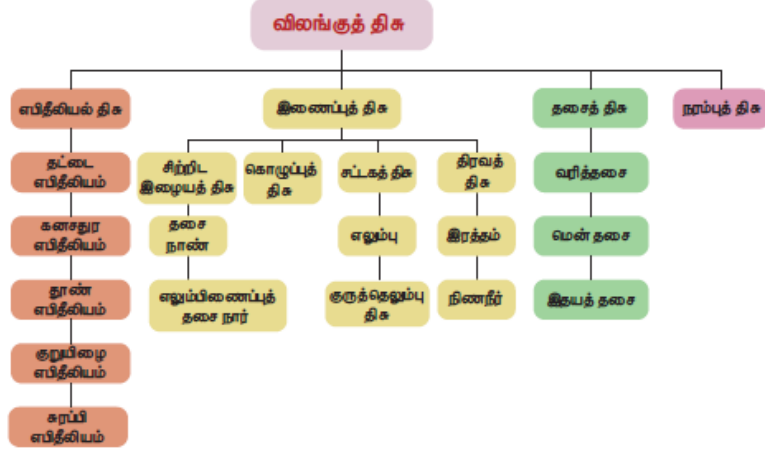 விலங்குத் திசு
எபிதீலியல் திசு
இணைப்புத் திசு
தசைத் திசு
நரம்புத் திசு
தட்டை
எபிதீலியம்
சிற்றிட
இழையத் திசு
கொழுப்புத்
திசு
சட்டகத் திசு
திரவத்
திசு
வரித்தசை
கனசதுர
எபிதீலியம்
தசை
நாண்
எலும்பு
இரத்தம்
மென் தசை
தூண்
எபிதீலியம்
எலும்பிணைப்புத்
தசை நார்
குருத்தெலும்பு
திசு
நிணநீர்
இதயத் தசை
குறுயிழை
எபிதீலியம்
சுரப்பி
எபிதீலியம்